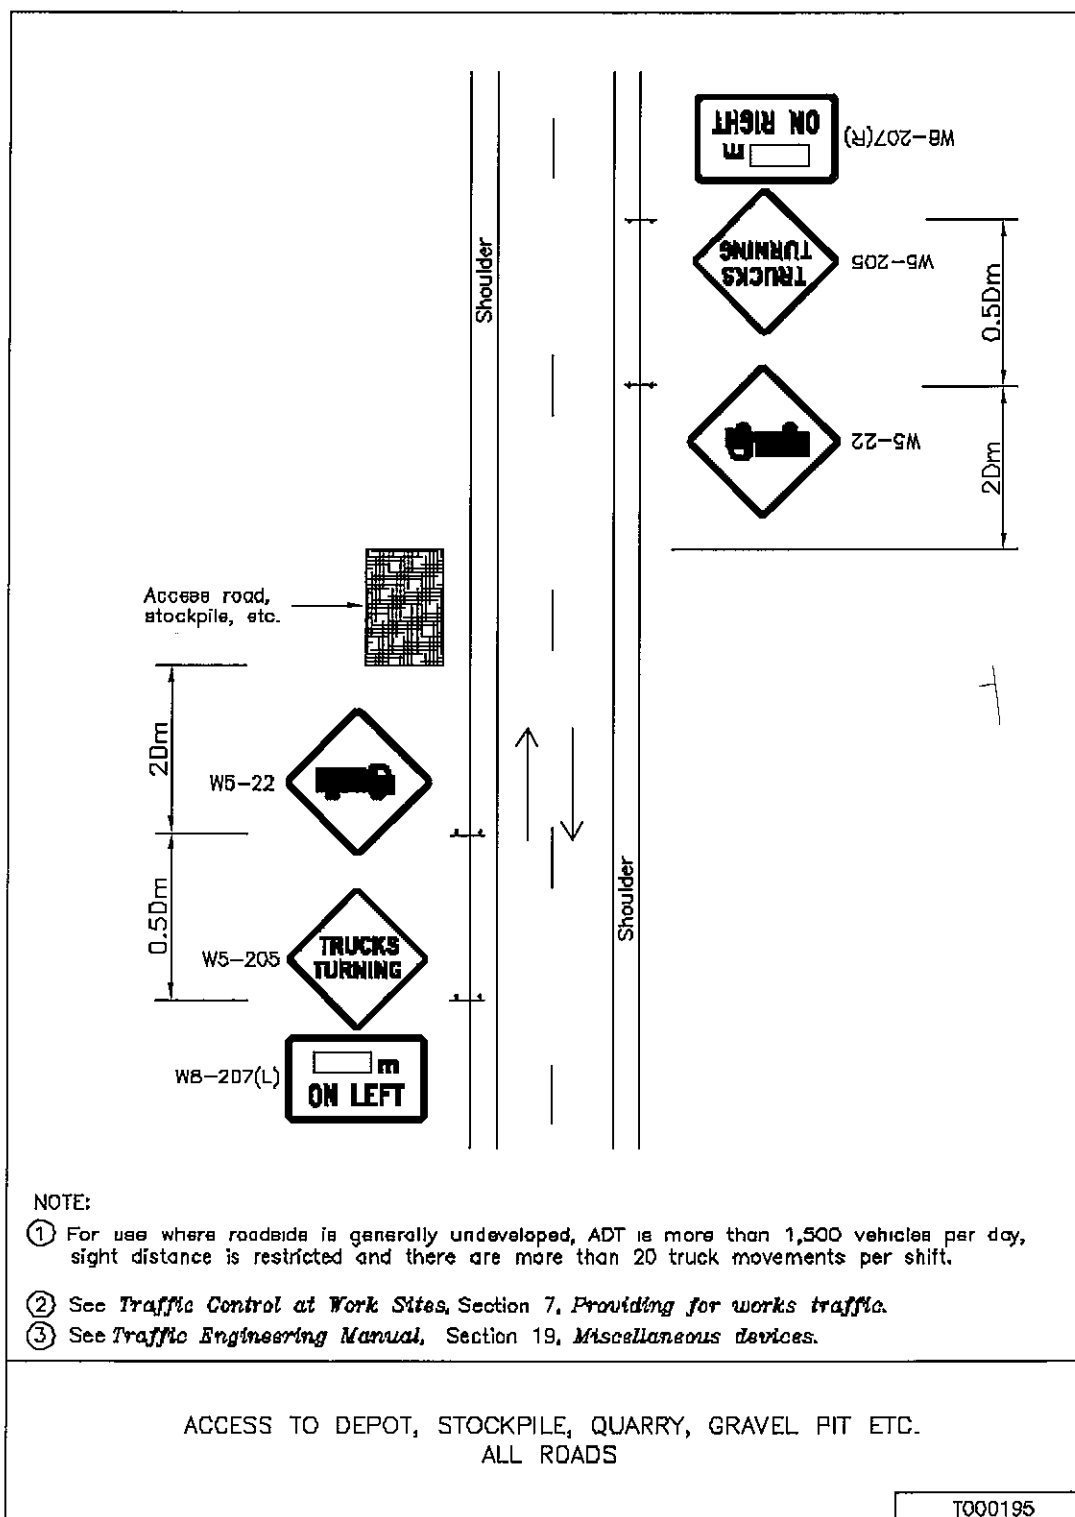 m
ON RIGHT
W8-207(R)
TRUCKS
TURNING
W5-205
0.5Dm
Shoulder
W5-22
2Dm
Access road,
stockpile, etc.
2Dm
W5-22
0.5Dm
Shoulder
TRUCKS
TURNING
W5-205
m
ON LEFT
W8-207(L)
NOTE:
1 For use where roadside is generally undeveloped, ADT is more than 1,500 vehicles per day,
sight distance is restricted and there are more than 20 truck movements per shift.
2 See Traffic Control at Work Sites, Section 7, Providing for works traffic.
3 See Traffic Engineering Manual, Section 19, Miscellaneous devices.
ACCESS TO DEPOT, STOCKPILE, QUARRY, GRAVEL PIT ETC.
ALL ROADS
T000195